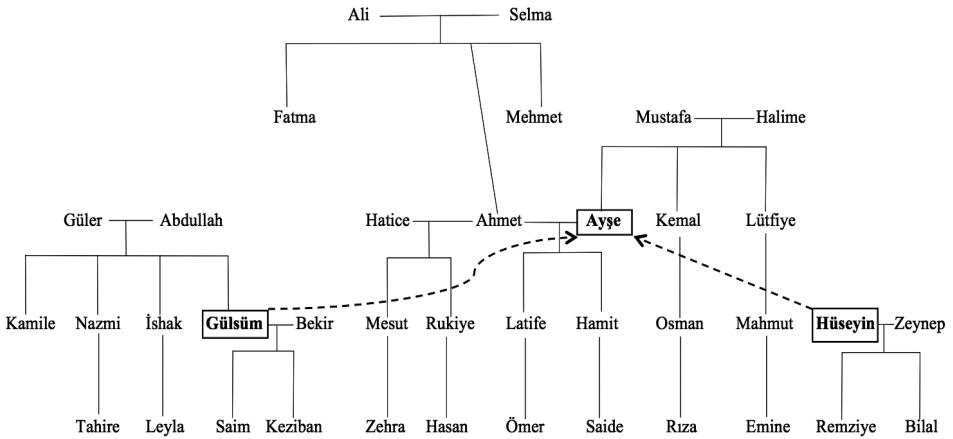 Ali Selma
Fatma Mehmet Mustafa Halime
Güler Abdullah Hatice Ahmet Ayşe Kemal Lütfiye
Kamile Nazmi İshak Gülsüm Bekir Mesut Rukiye Latife Hamit Osman Mahmut Hüseyin Zeynep
Tahire Leyla Saim Keziban Zehra Hasan Ömer Saide Rıza Emine Remziye Bilal